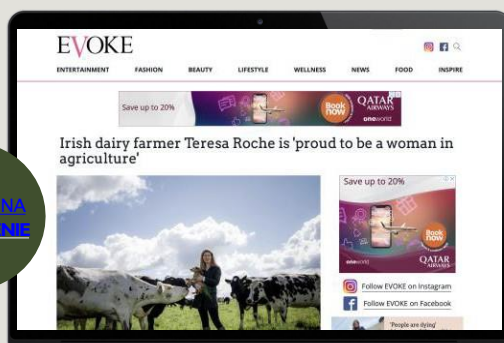 EVOKE
ENTERTAINMENT FASHION BEAUTY LIFESTYLE WELLNESS NEWS FOOD INSPIRE
Save up to 20%
Book now
QATAR
AIRWAYS
oneworld
Irish dairy farmer Teresa Roche is 'proud to be a woman in
agriculture'
NA
ENIE
Save up to 20%
Book now
oneworld
QATAR
AIRWAYS
Follow EVOKE on Instagram
Follow EVOKE on Facebook
'People are dying'